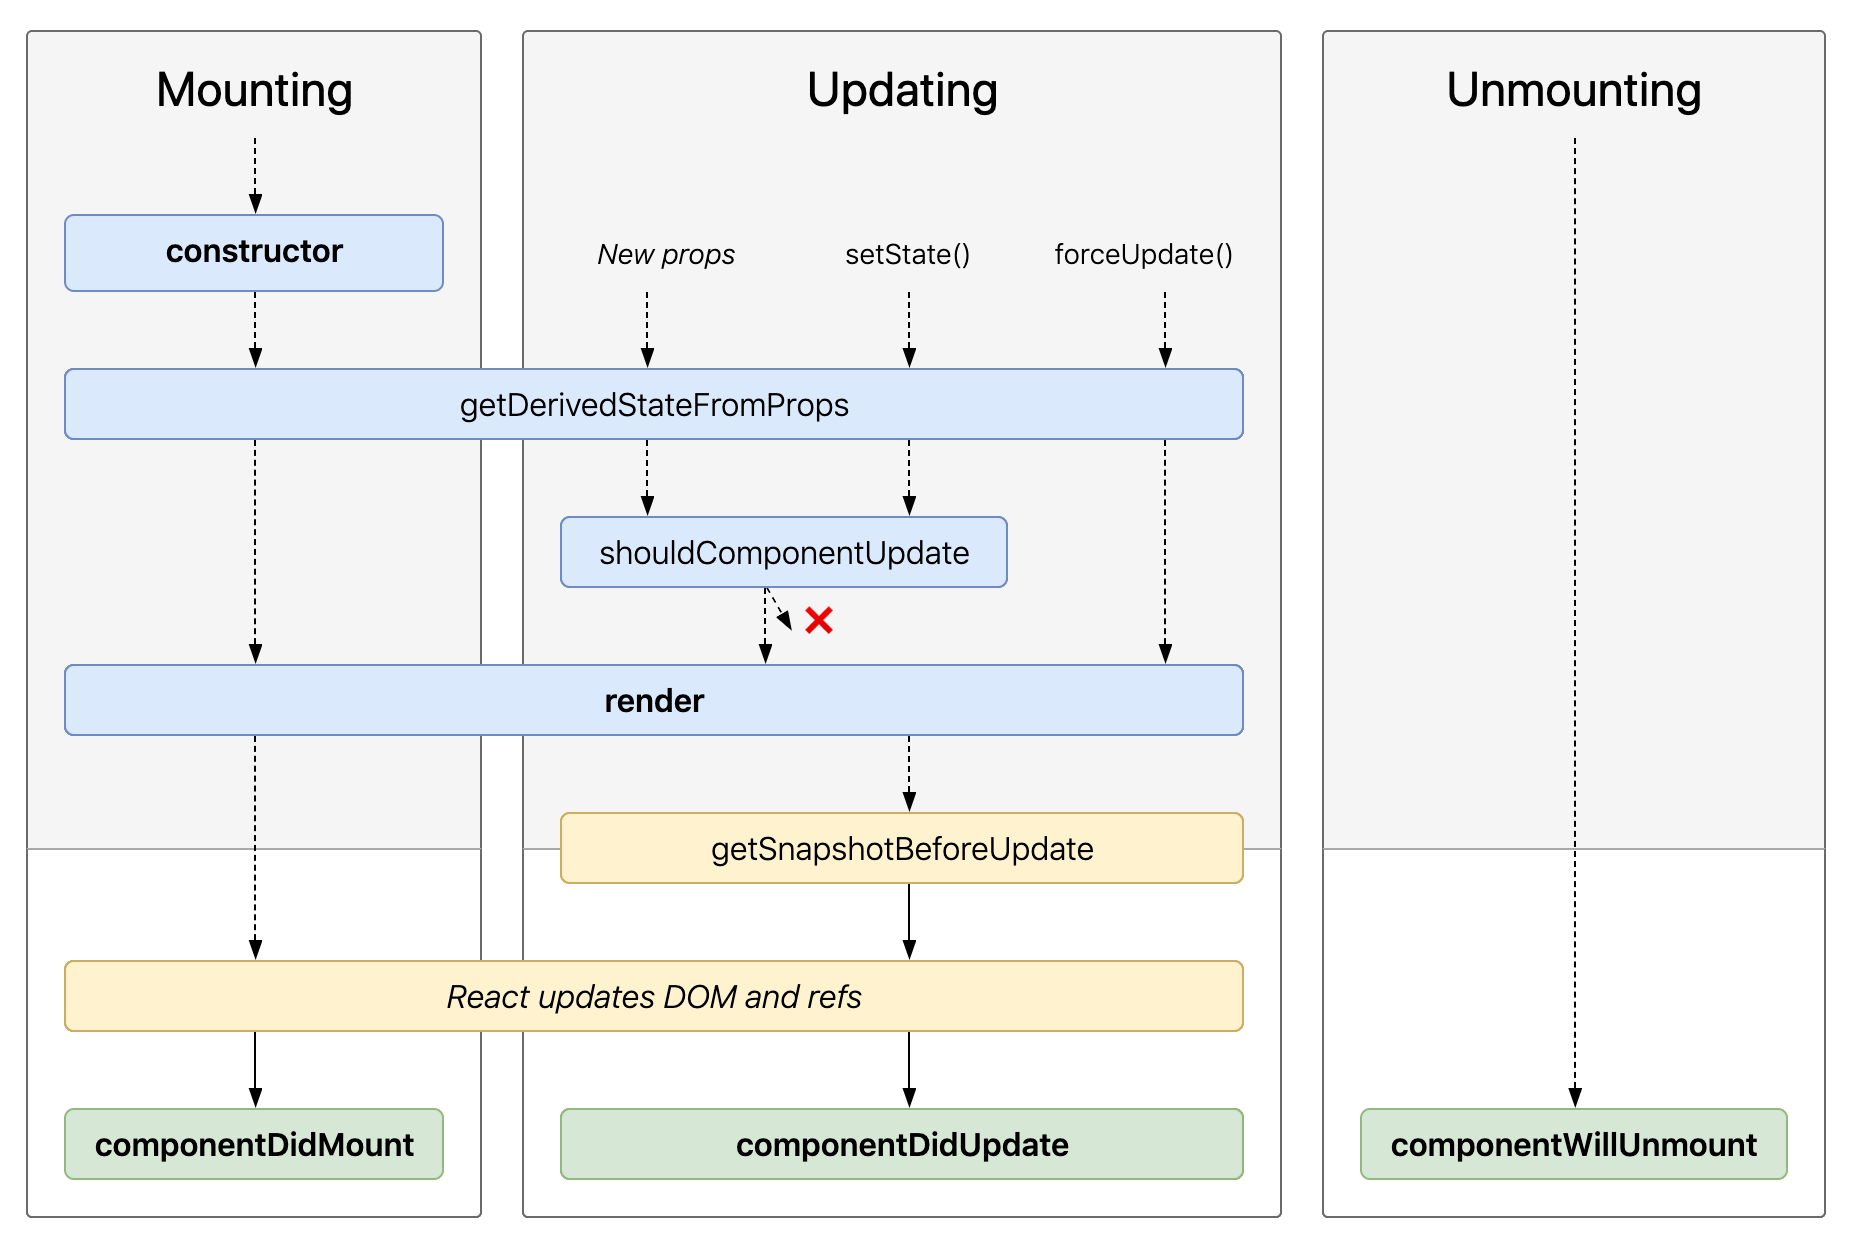 Mounting
Updating
Unmounting
constructor
New props
setState()
forceUpdate()
getDerivedStateFromProps
shouldComponentUpdate
render
getSnapshotBeforeUpdate
React updates DOM and refs
componentDidMount
componentDidUpdate
componentWillUnmount